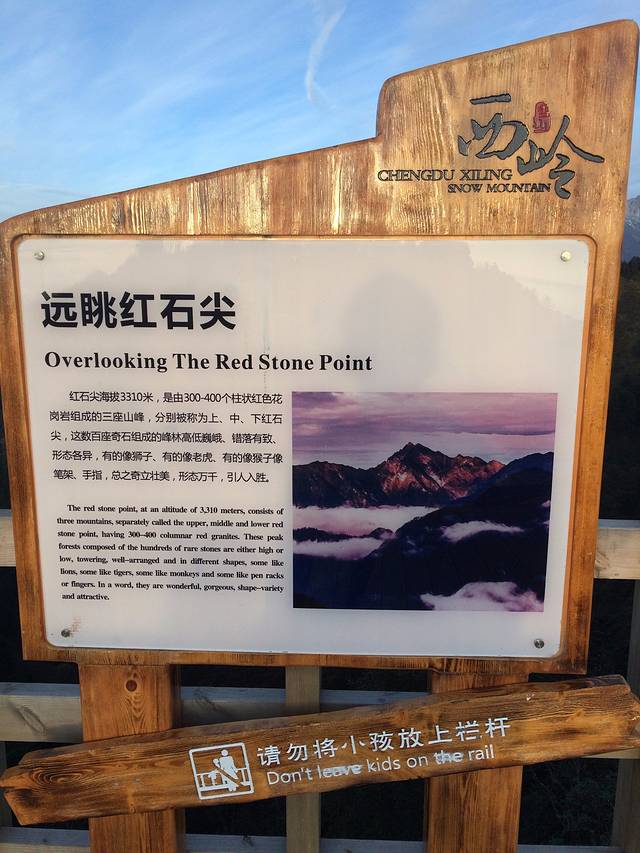 西岭
CHENGDU XILING
SNOW MOUNTAIN
远眺红石尖
Overlooking The Red Stone Point
红石尖海拔3310米，是由300-400个柱状红色花
岗岩组成的三座山峰，分别被称为上、中、下红石
尖，这数百座奇石组成的峰林高低巍峨、错落有致、
形态各异，有的像狮子、有的像老虎、有的像猴子像
笔架、手指，总之奇立壮美，形态万千，引人入胜。
The red stone point, at an altitude of 3,310 meters, consists of
three mountains, separately called the upper, middle and lower red
stone point, having 300-400 columnar red granites. These peak
forests composed of the hundreds of rare stones are either high or
low, towering, well-arranged and in different shapes, some like
lions, some like tigers, some like monkeys and some like pen racks
or fingers. In a word, they are wonderful, gorgeous, shape-variety
and attractive.
请勿将小孩放上栏杆
Don't leave kids on the rail